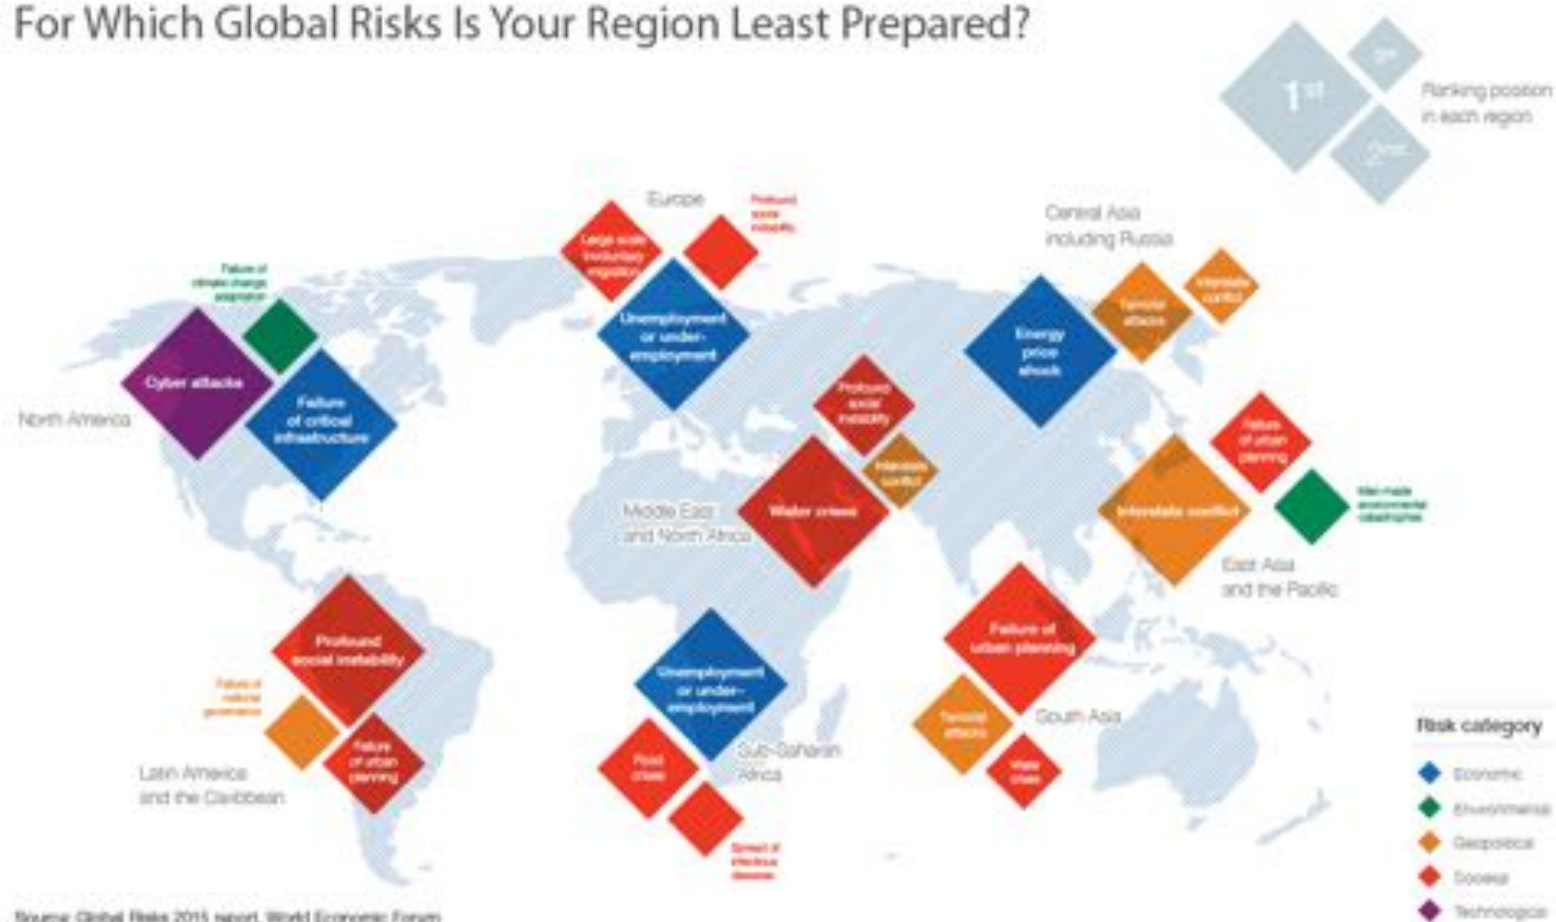 For Which Global Risks Is Your Region Least Prepared?
1st
3rd
2nd
Ranking position
in each region
Europe
Large scale
involuntary
migration
Profound
social
instability
Unemployment
or under-
employment
Central Asia
including Russia
Energy
price
shock
Terrorist
attacks
Interstate
conflict
Failure of
climate change
adaptation
Cyber attacks
Failure
of critical
infrastructure
North America
Profound
social
instability
Interstate
conflict
Water crises
Middle East
and North Africa
Failure
of urban
planning
Interstate conflict
Man-made
environmental
catastrophes
East Asia
and the Pacific
Profound
social instability
Failure of
national
governance
Failure
of urban
planning
Latin America
and the Caribbean
Unemployment
or under-
employment
Food
crises
Sub-Saharan
Africa
Spread of
infectious
diseases
Failure of
urban planning
Terrorist
attacks
South Asia
Water
crises
Risk category
Economic
Environmental
Geopolitical
Societal
Technological
Source: Global Risks 2015 report, World Economic Forum